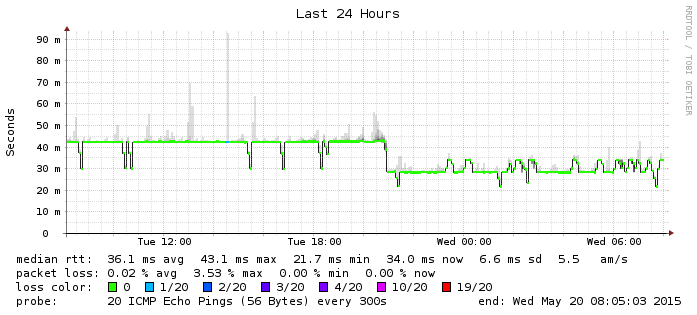 Last 24 Hours
RRDTOOL / TOBI OETIKER
Seconds
90 m
80 m
70 m
60 m
50 m
40 m
30 m
20 m
10 m
0
Tue 12:00 Tue 18:00 Wed 00:00 Wed 06:00
median rtt: 36.1 ms avg 43.1 ms max 21.7 ms min 34.0 ms now 6.6 ms sd 5.5 am/s
packet loss: 0.02 % avg 3.53 % max 0.00 % min 0.00 % now
loss color: 0 1/20 2/20 3/20 4/20 10/20 19/20
probe: 20 ICMP Echo Pings (56 Bytes) every 300s end: Wed May 20 08:05:03 2015